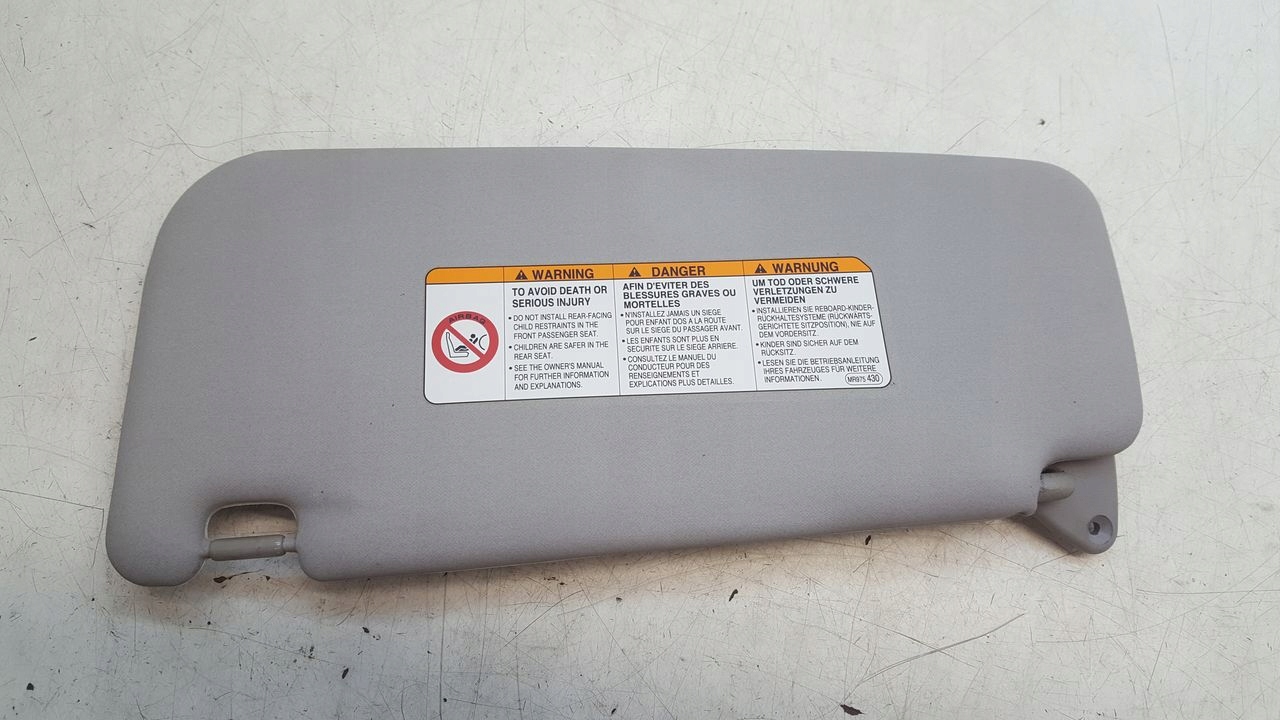 AIRBAG
WARNING
TO AVOID DEATH OR
SERIOUS INJURY
• DO NOT INSTALL REAR-FACING
CHILD RESTRAINTS IN THE
FRONT PASSENGER SEAT.
• CHILDREN ARE SAFER IN THE
REAR SEAT.
• SEE THE OWNER'S MANUAL
FOR FURTHER INFORMATION
AND EXPLANATIONS.
DANGER
AFIN D'EVITER DES
BLESSURES GRAVES OU
MORTELLES
• N'INSTALLEZ JAMAIS UN SIEGE
POUR ENFANT DOS A LA ROUTE
SUR LE SIEGE DU PASSAGER AVANT.
• LES ENFANTS SONT PLUS EN
SECURITE SUR LE SIEGE ARRIERE.
• CONSULTEZ LE MANUEL DU
CONDUCTEUR POUR DES
RENSEIGNEMENTS ET
EXPLICATIONS PLUS DETAILLES.
WARNUNG
UM TOD ODER SCHWERE
VERLETZUNGEN ZU
VERMEIDEN
• INSTALLIEREN SIE REBOARD-KINDER-
RÜCKHALTESYSTEME (RÜCKWÄRTS-
GERICHTETE SITZPOSITION), NIE AUF
DEM VORDERSITZ.
• KINDER SIND SICHER AUF DEM
RÜCKSITZ.
• LESEN SIE DIE BETRIEBSANLEITUNG
IHRES FAHRZEUGES FÜR WEITERE
INFORMATIONEN.
MR975 430